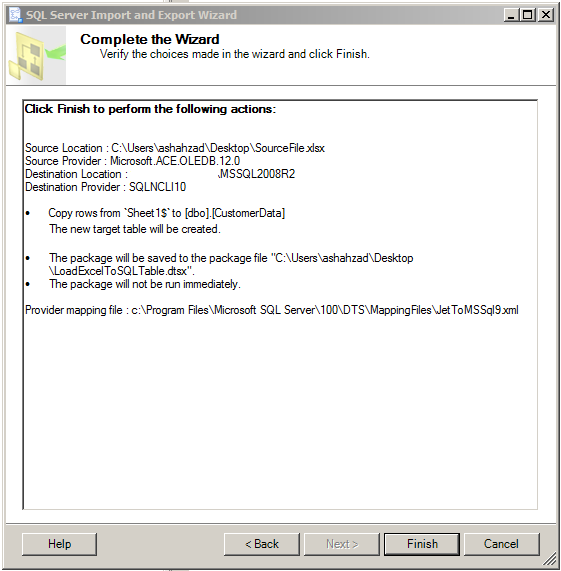 SQL Server Import and Export Wizard
Complete the Wizard
Verify the choices made in the wizard and click Finish.
Click Finish to perform the following actions:
Source Location : C:\Users\ashahzad\Desktop\SourceFile.xlsx
Source Provider : Microsoft.ACE.OLEDB.12.0
Destination Location : .MSSQL2008R2
Destination Provider : SQLNCLI10
• Copy rows from `Sheet1$` to [dbo].[CustomerData]
The new target table will be created.
• The package will be saved to the package file "C:\Users\ashahzad\Desktop
\LoadExcelToSQLTable.dtsx".
• The package will not be run immediately.
Provider mapping file : c:\Program Files\Microsoft SQL Server\100\DTS\MappingFiles\JetToMSSql9.xml
Help
< Back
Next >
Finish
Cancel